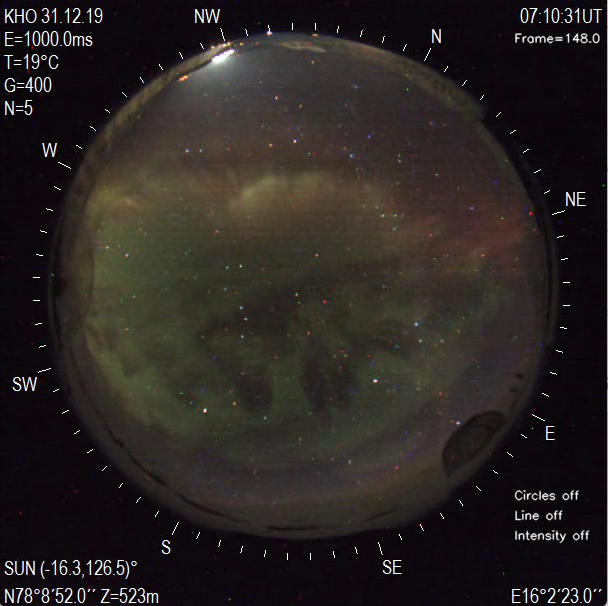 KHO 31.12.19
E=1000.0ms
T=19°C
G=400
N=5
07:10:31UT
Frame=148.0
NW
N
W
NE
SW
E
S
SE
Circles off
Line off
Intensity off
SUN (-16.3,126.5)°
N78°8'52.0'' Z=523m
E16°2'23.0''